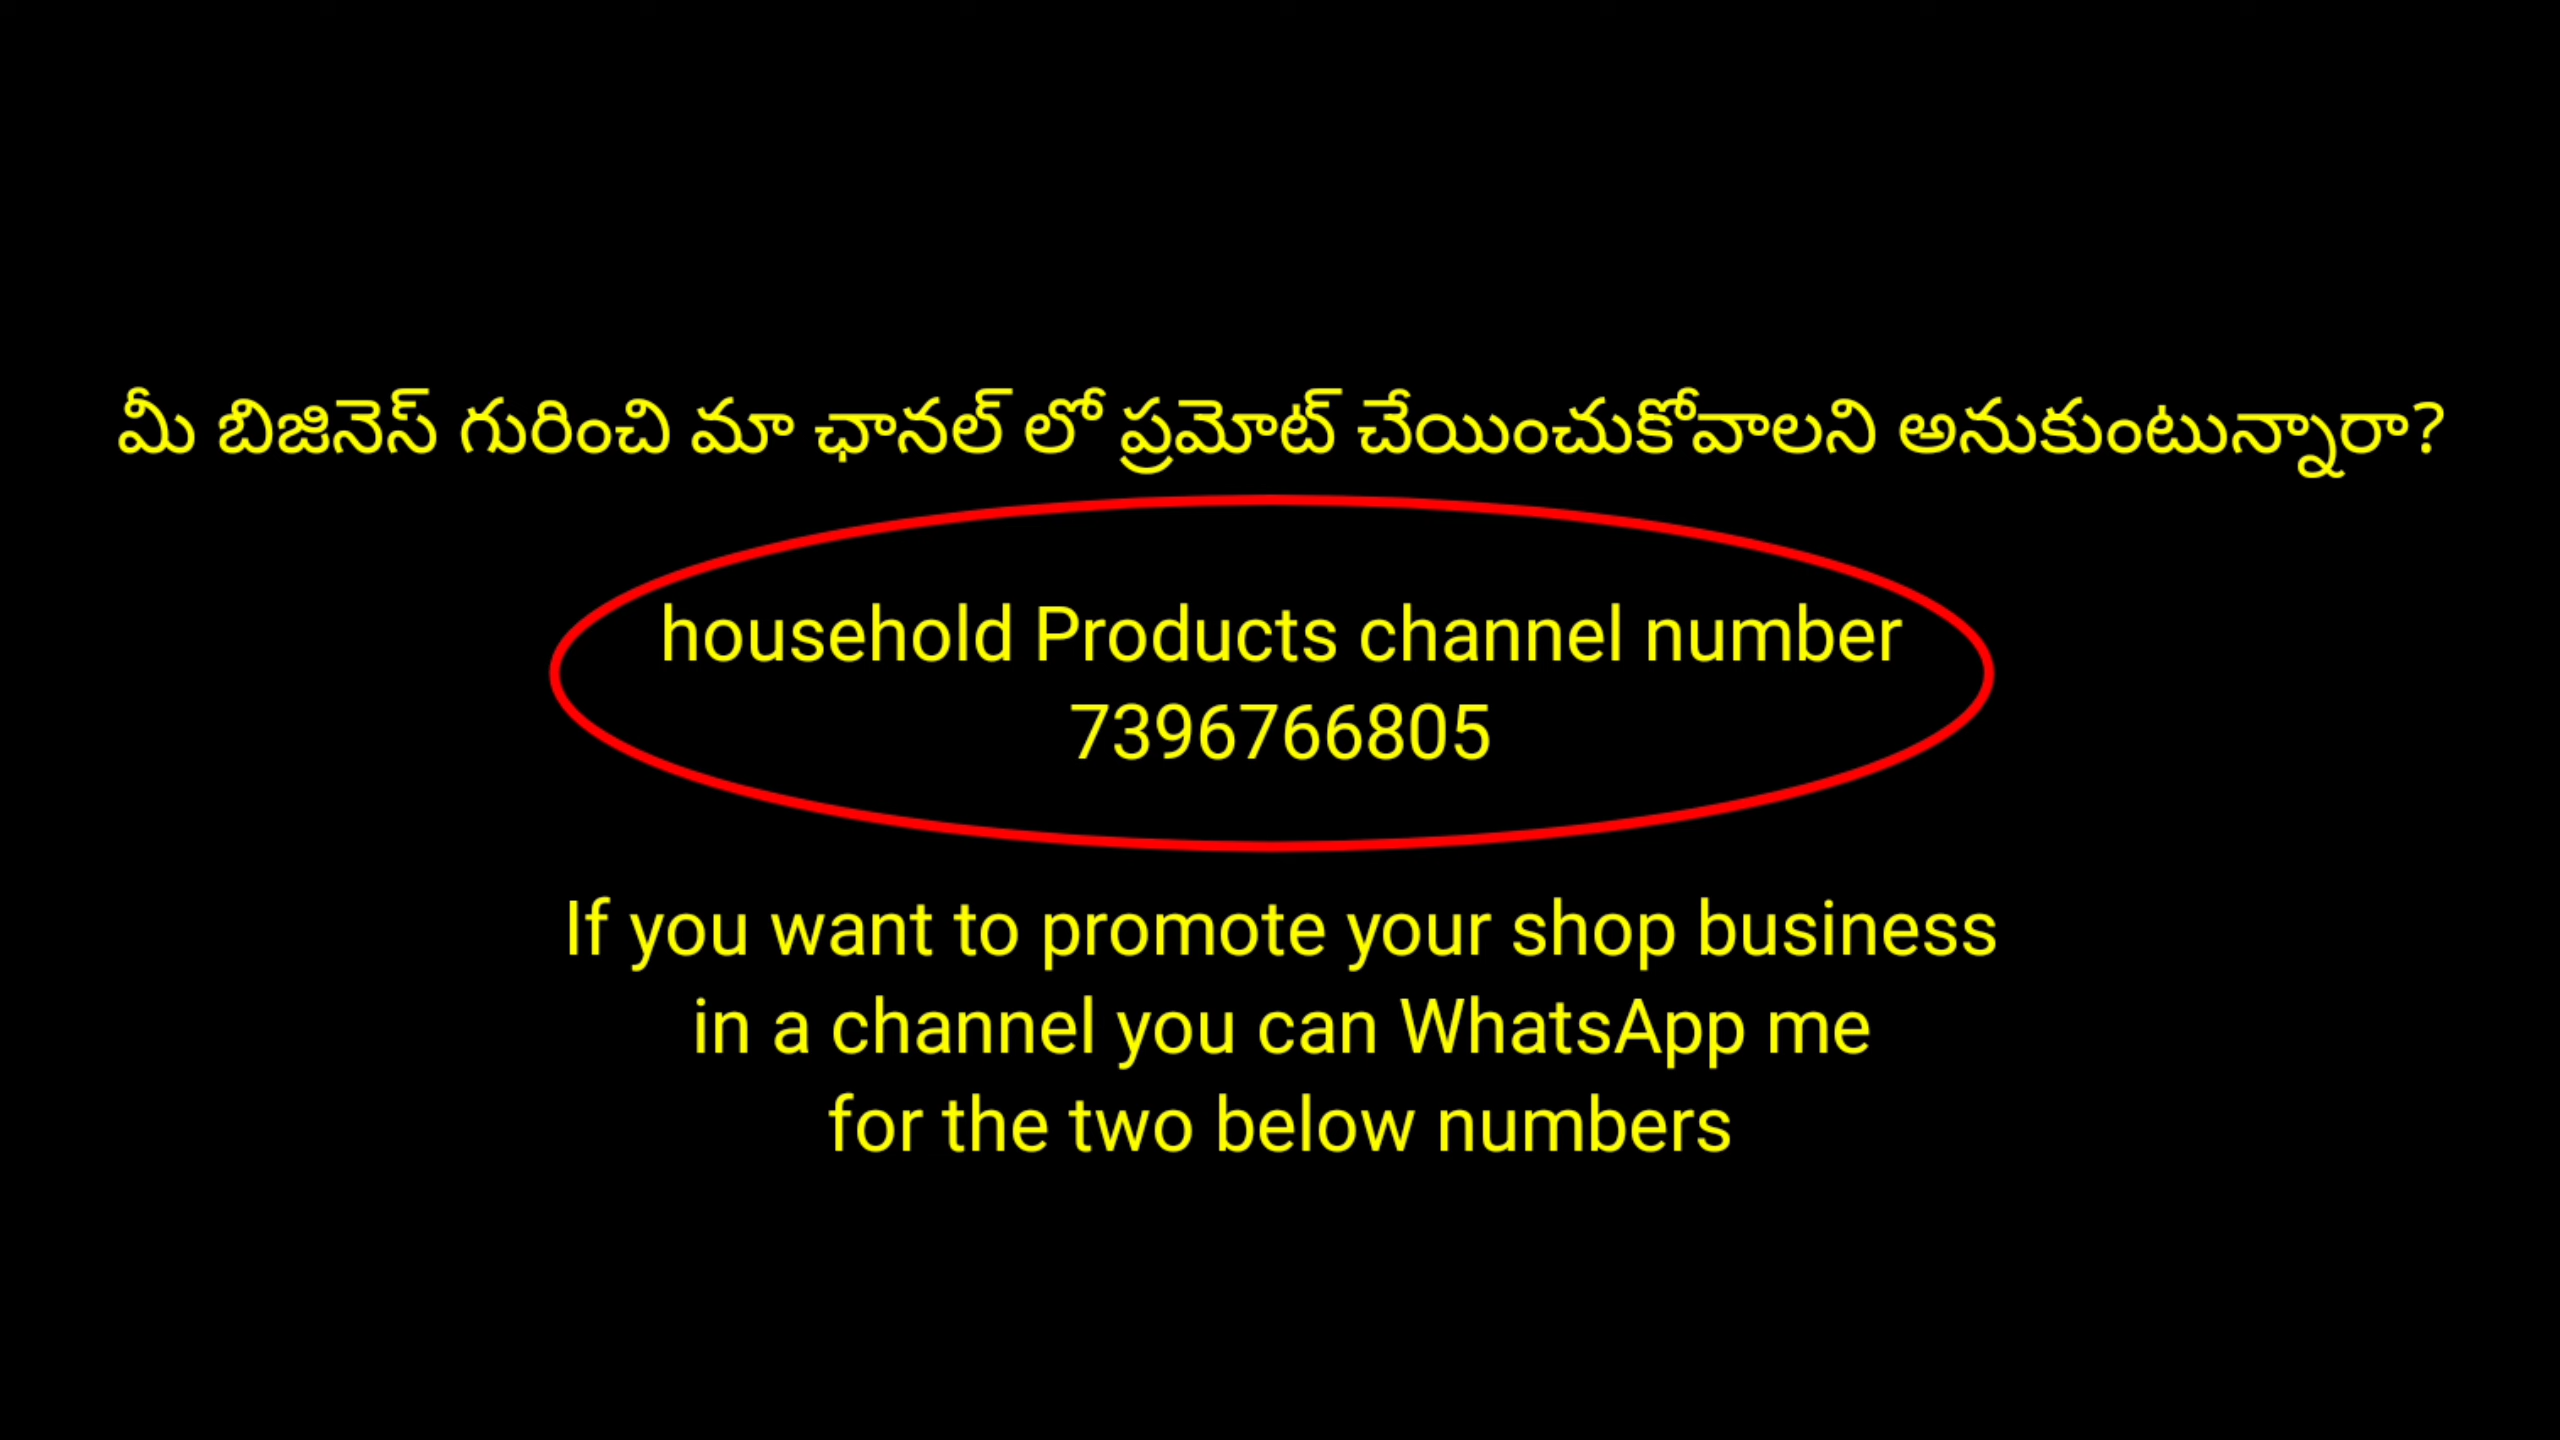 మీ బిజినెస్ గురించి మా ఛానల్ లో ప్రమోట్ చేయించుకోవాలని అనుకుంటున్నారా?
household Products channel number
7396766805
If you want to promote your shop business
in a channel you can WhatsApp me
for the two below numbers